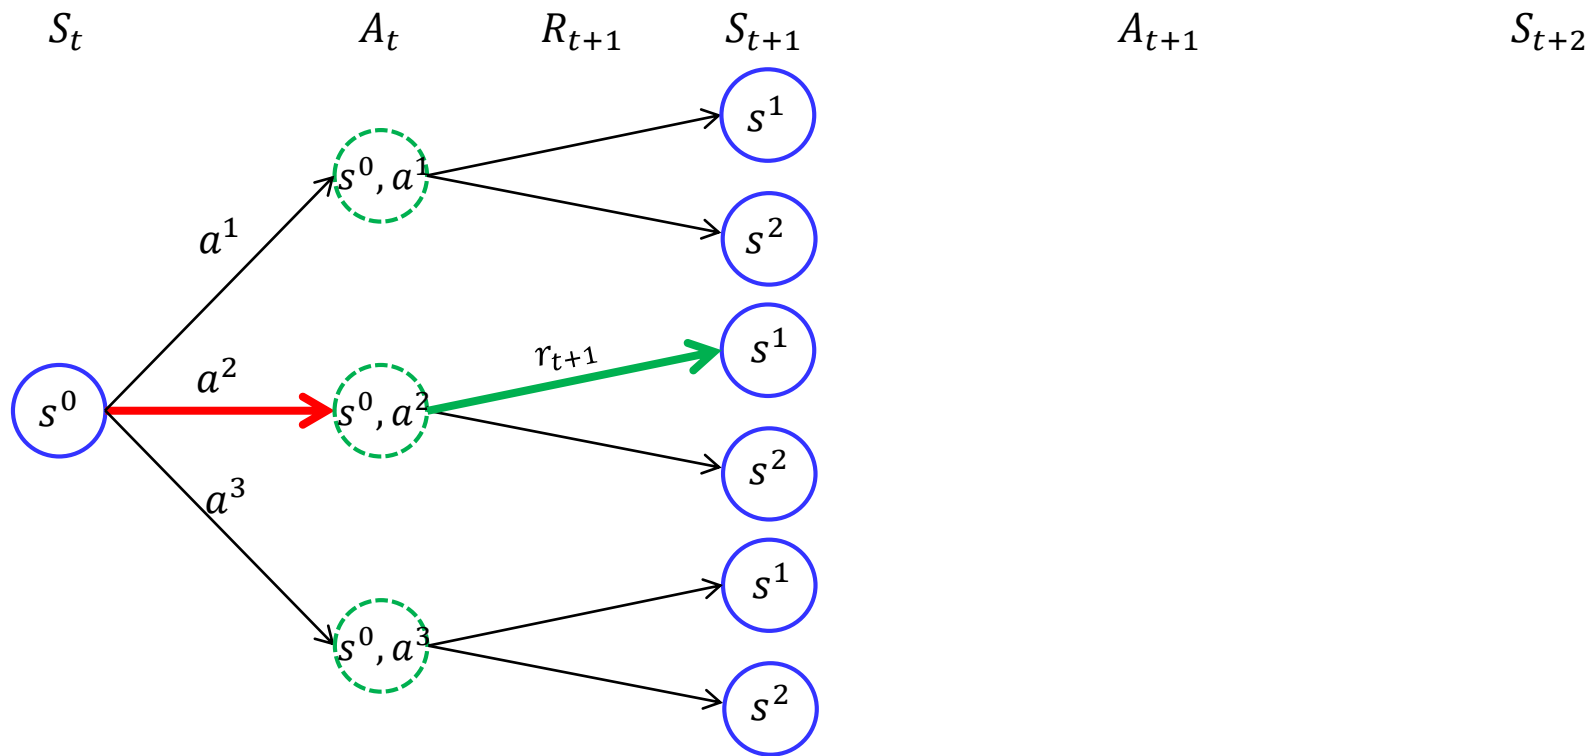 $S_t$ $A_t$ $R_{t+1}$ $S_{t+1}$ $A_{t+1}$ $S_{t+2}$
$s^1$
$s^0, a^1$
$a^1$
$s^2$
$r_{t+1}$ $s^1$
$a^2$
$s^0$ $s^0, a^2$
$s^2$
$a^3$
$s^1$
$s^0, a^3$
$s^2$